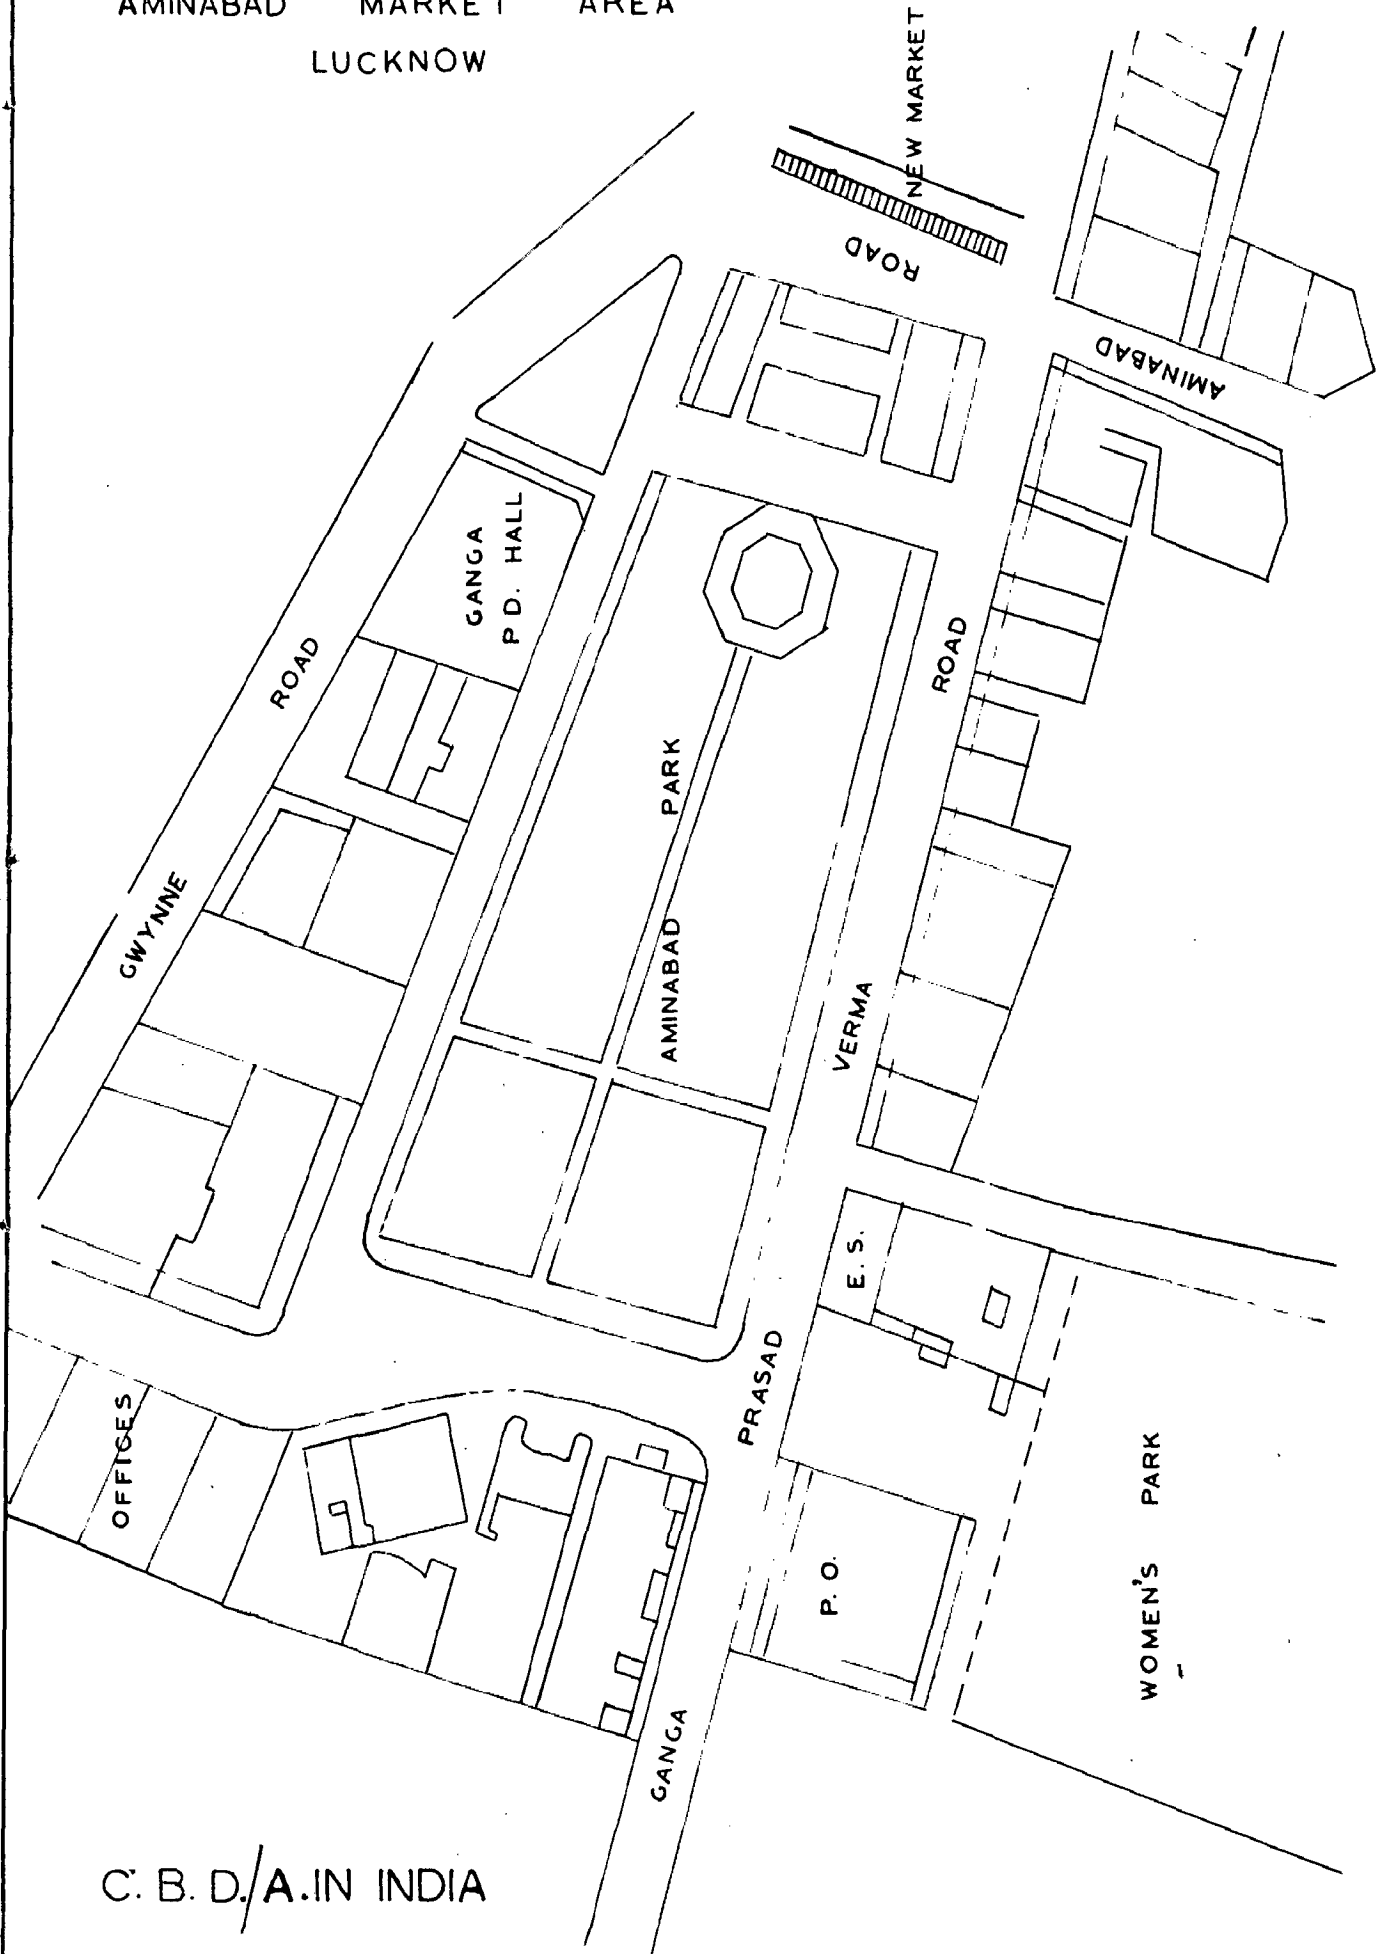 AMINABAD MARKET AREA
LUCKNOW
NEW MARKET
ROAD
AMINABAD
GANGA
P D. HALL
ROAD
GWYNNE
AMINABAD PARK
ROAD
VERMA
PRASAD
GANGA
E. S.
OFFICES
P. O.
WOMEN'S PARK
C. B. D./A. IN INDIA